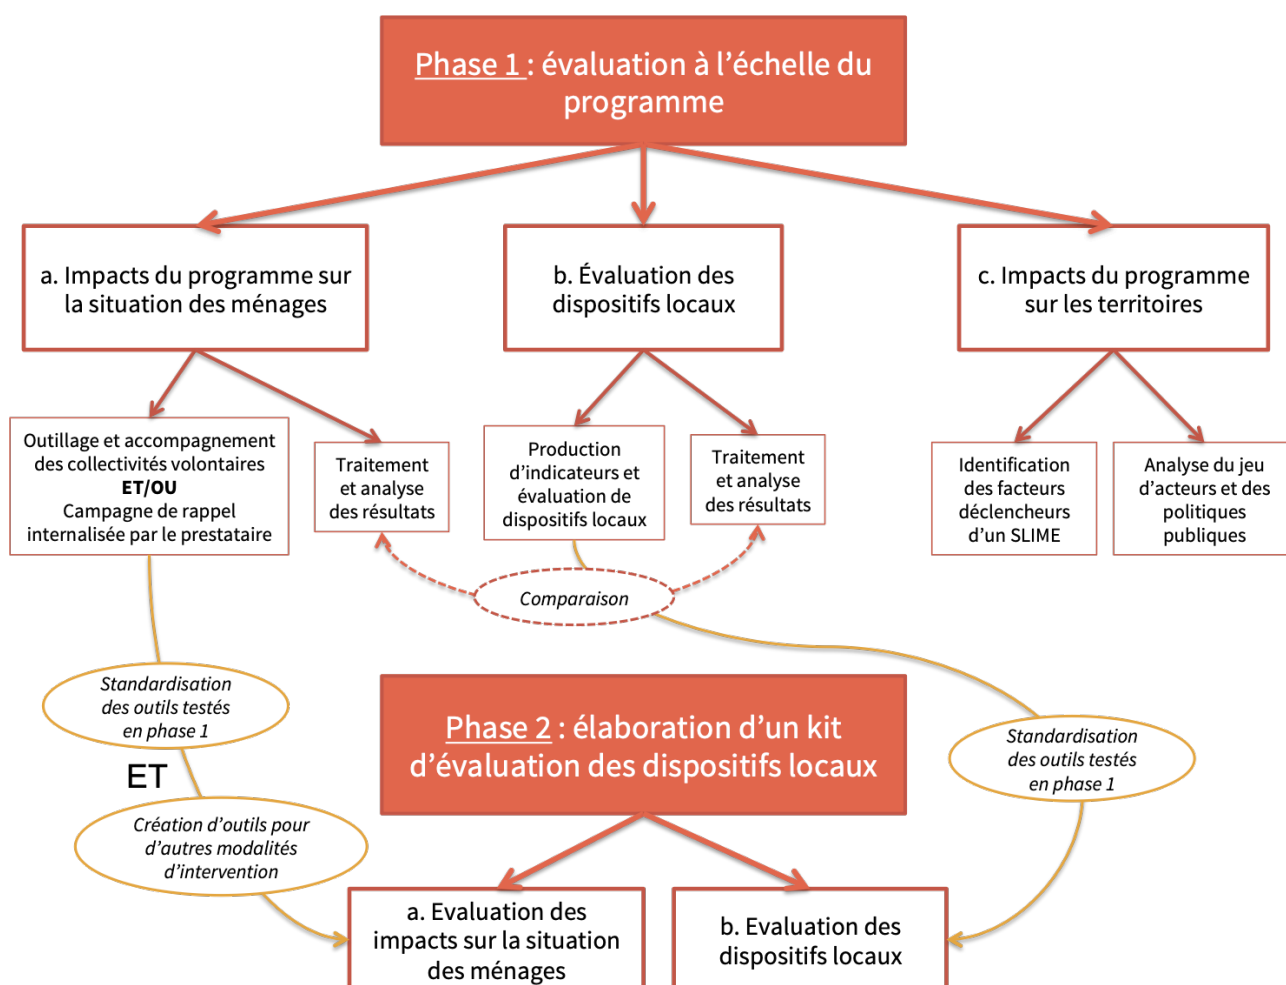 Phase 1 : évaluation à l’échelle du
programme
a. Impacts du programme sur
la situation des ménages
b. Évaluation des
dispositifs locaux
c. Impacts du programme
sur les territoires
Outillage et accompagnement
des collectivités volontaires
ET/OU
Campagne de rappel
internalisée par le prestataire
Traitement
et analyse
des résultats
Production
d’indicateurs et
évaluation de
dispositifs locaux
Traitement
et analyse
des résultats
Identification
des facteurs
déclencheurs
d’un SLIME
Analyse du jeu
d’acteurs et des
politiques
publiques
Comparaison
Standardisation
des outils testés
en phase 1
ET
Création d’outils pour
d’autres modalités
d’intervention
Phase 2 : élaboration d’un kit
d’évaluation des dispositifs locaux
Standardisation
des outils testés
en phase 1
a. Evaluation des
impacts sur la situation
des ménages
b. Evaluation des
dispositifs locaux